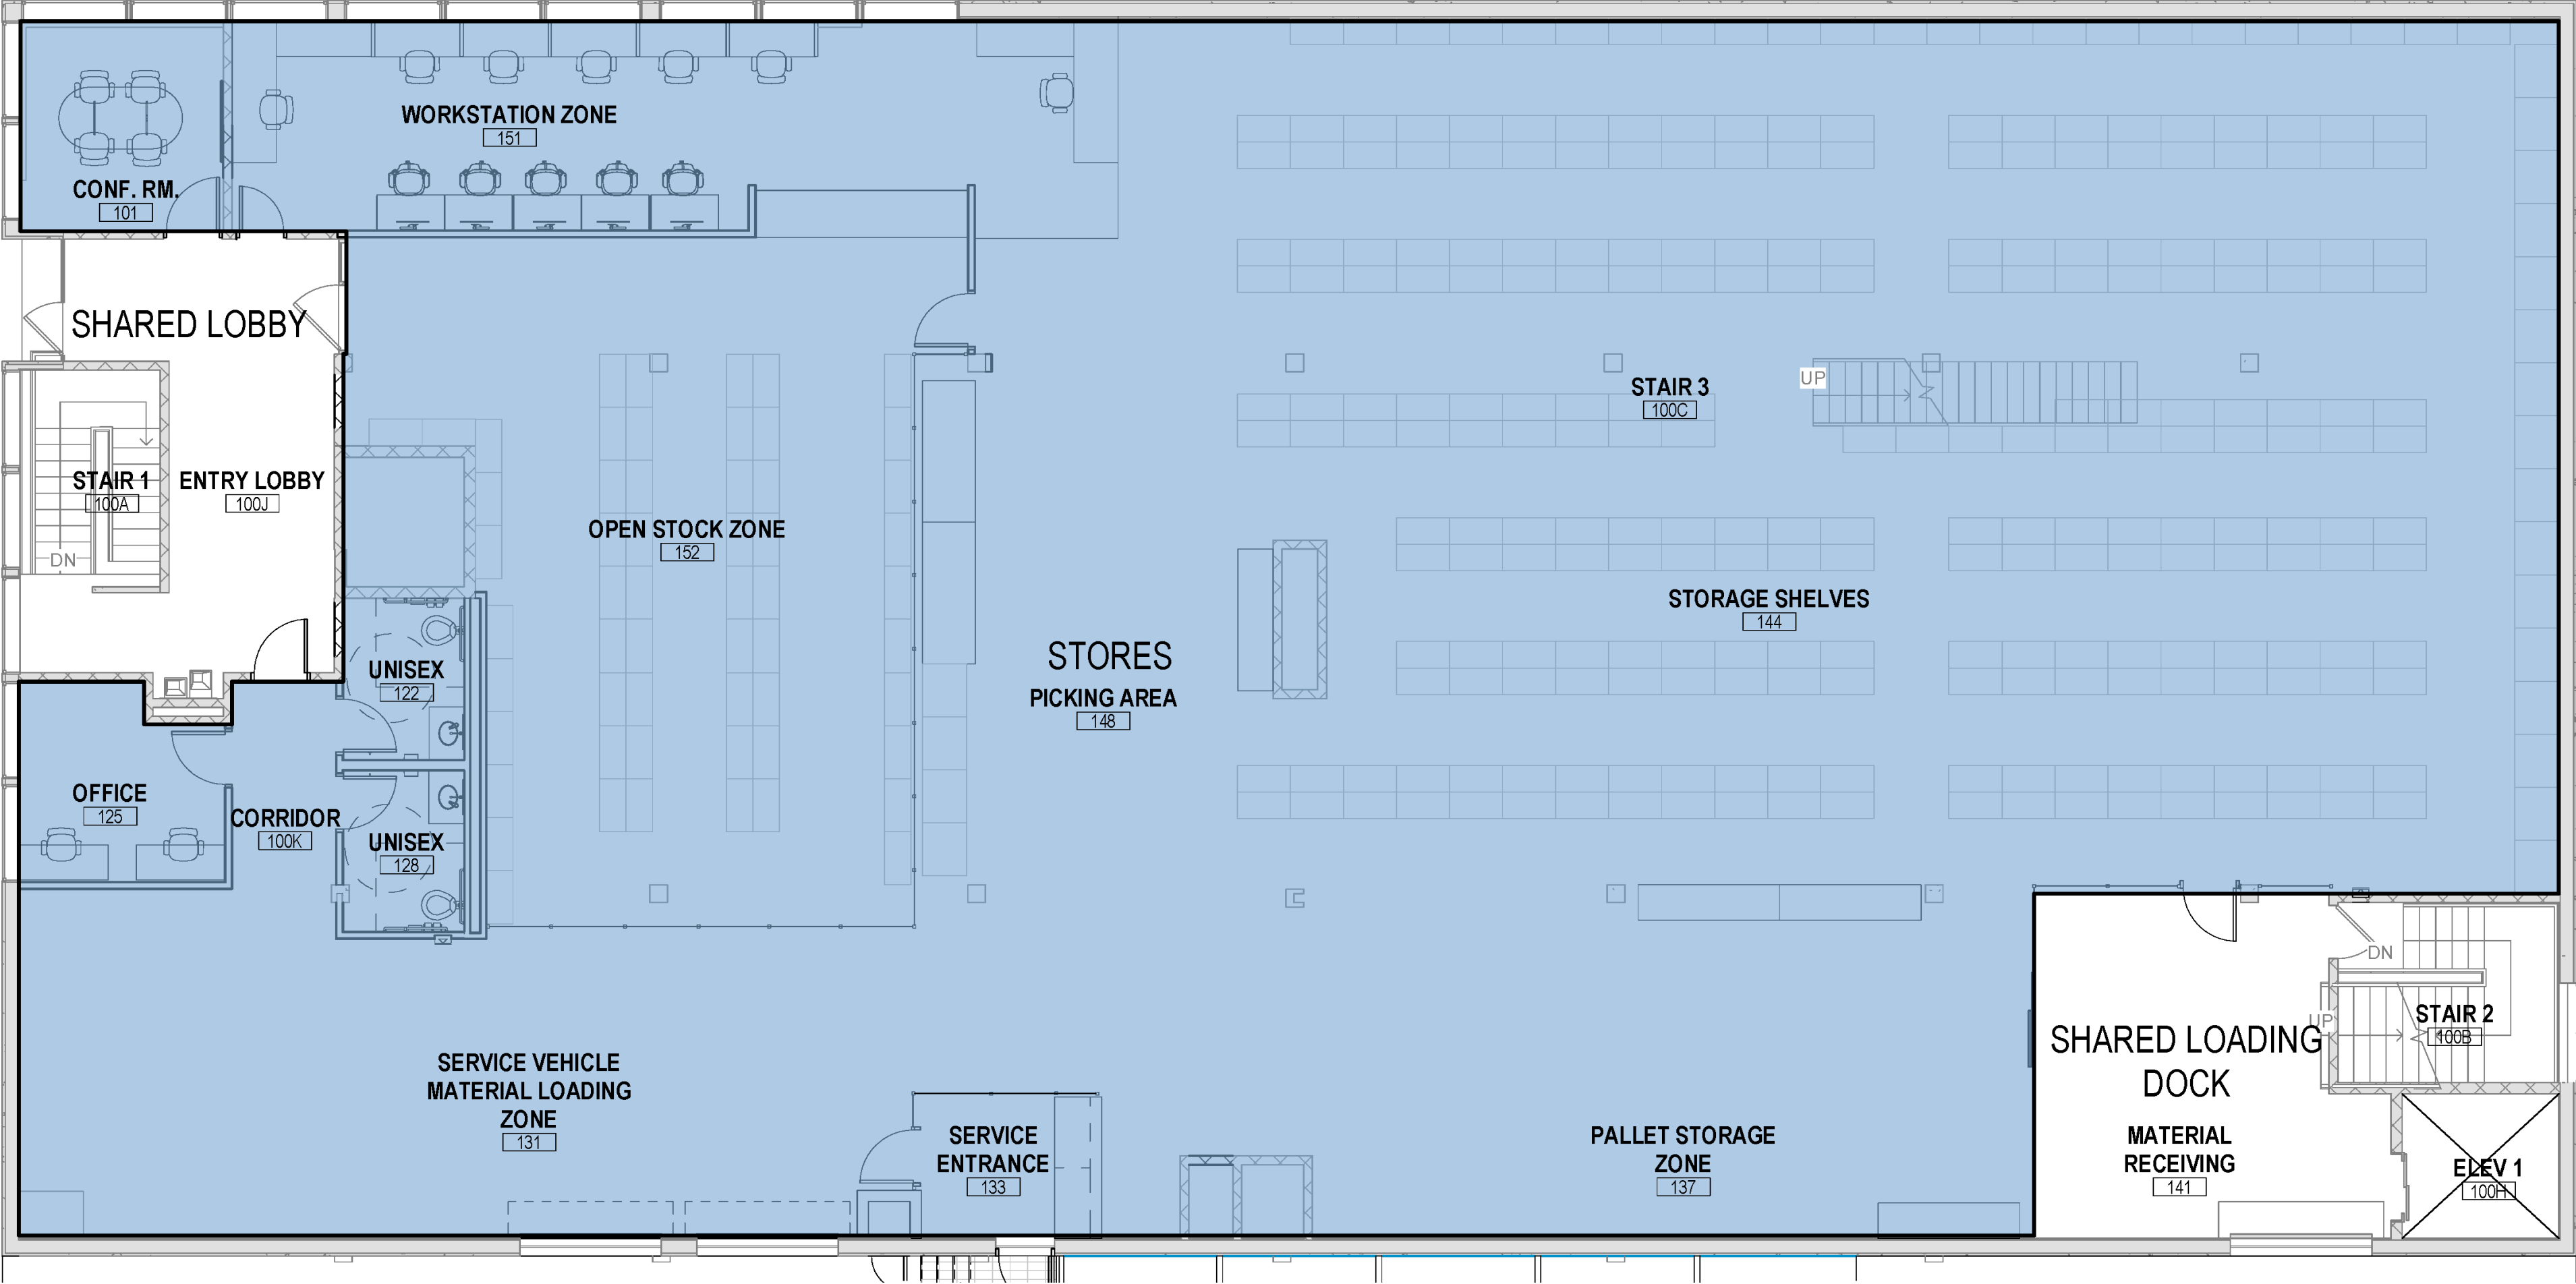 WORKSTATION ZONE
151
CONF. RM.
101
SHARED LOBBY
STAIR 1
100A
DN
ENTRY LOBBY
100J
OPEN STOCK ZONE
152
STAIR 3
100C
UP
STORAGE SHELVES
144
STORES
PICKING AREA
148
UNISEX
122
OFFICE
125
CORRIDOR
100K
UNISEX
128
SERVICE VEHICLE
MATERIAL LOADING
ZONE
131
SERVICE
ENTRANCE
133
PALLET STORAGE
ZONE
137
DN
UP
STAIR 2
100B
SHARED LOADING
DOCK
MATERIAL
RECEIVING
141
ELEV 1
100H